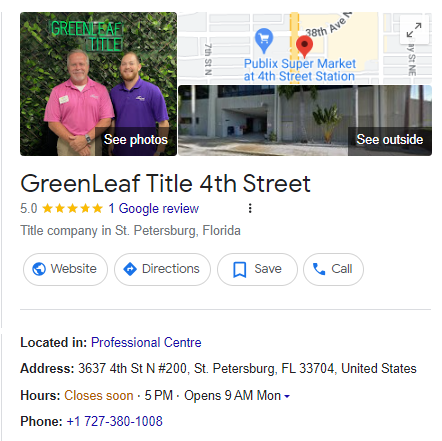 GREENLEAF
TITLE
See photos
38th Ave N
7th St N
Publix Super Market
at 4th Street Station
ay St NE
See outside
GreenLeaf Title 4th Street
5.0 ★★★★★ 1 Google review
Title company in St. Petersburg, Florida
Website
Directions
Save
Call
Located in: Professional Centre
Address: 3637 4th St N #200, St. Petersburg, FL 33704, United States
Hours: Closes soon · 5 PM · Opens 9 AM Mon
Phone: +1 727-380-1008